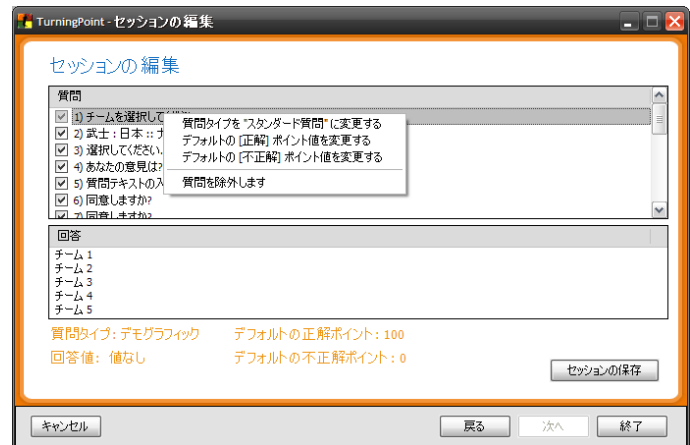 TurningPoint - セッションの編集
セッションの編集
質問
1) チームを選択して
2) 武士 : 日本 ::
3) 選択してください.
4) あなたの意見は?
5) 質問テキストの入
6) 同意しますか?
7) 同意しますか?
質問タイプを "スタンダード質問" に変更する
デフォルトの [正解] ポイント値を変更する
デフォルトの [不正解] ポイント値を変更する
質問を除外します
回答
チーム 1
チーム 2
チーム 3
チーム 4
チーム 5
質問タイプ: デモグラフィック デフォルトの正解ポイント: 100
回答値: 値なし デフォルトの不正解ポイント: 0
セッションの保存
キャンセル 戻る 次へ 終了